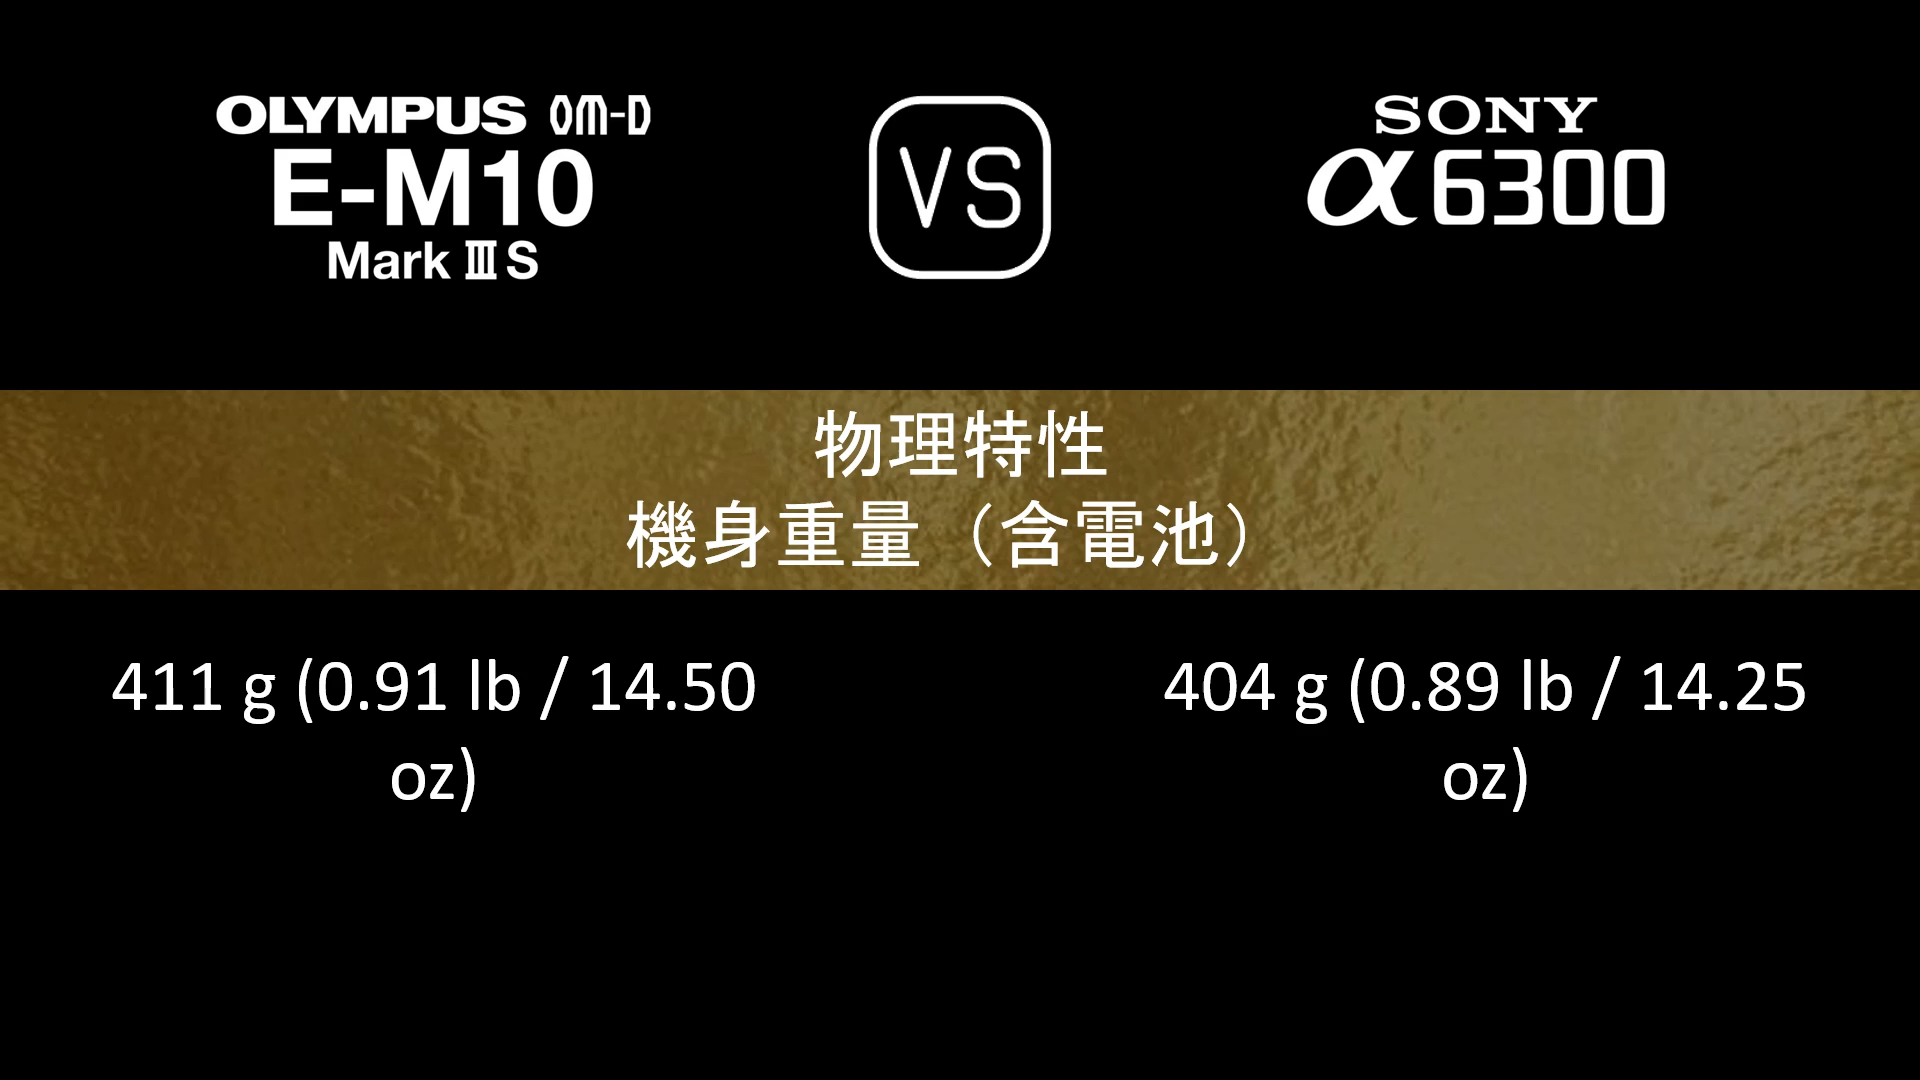 OLYMPUS OM-D
E-M10
Mark III S
VS
SONY
α6300
物理特性
機身重量（含電池）
411 g (0.91 lb / 14.50
oz)
404 g (0.89 lb / 14.25
oz)